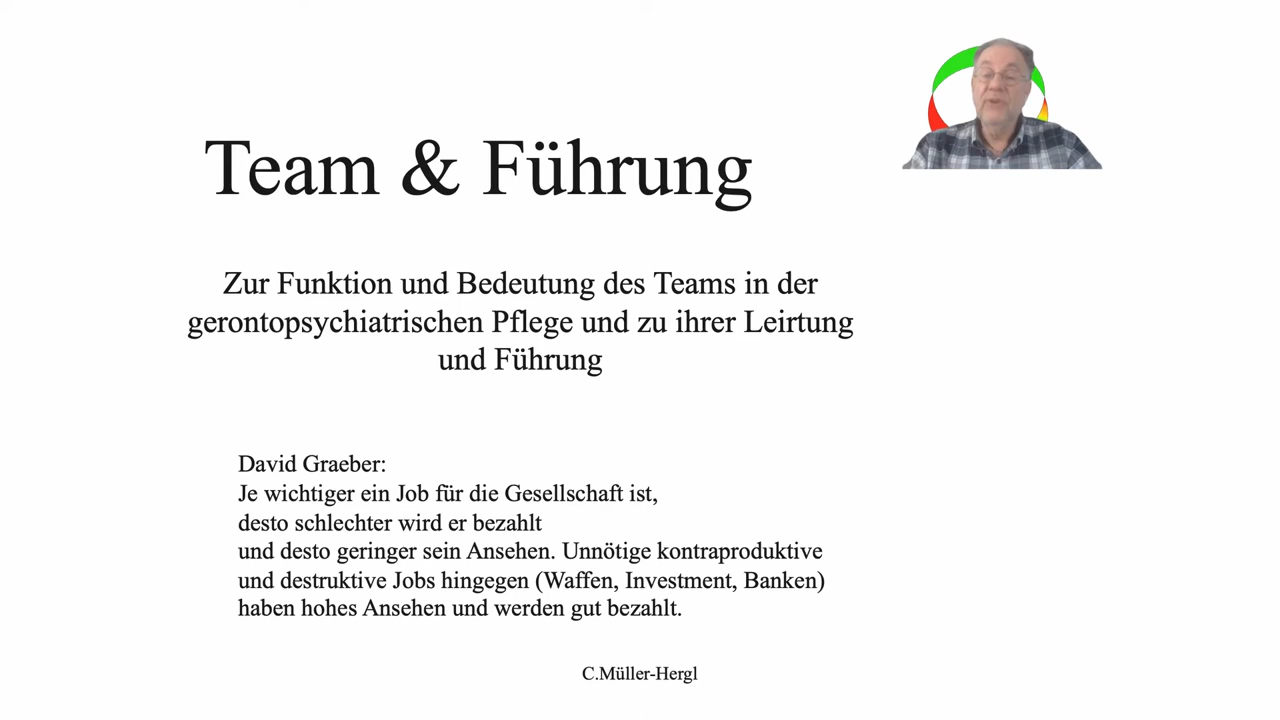 Team & Führung
Zur Funktion und Bedeutung des Teams in der
gerontopsychiatrischen Pflege und zu ihrer Leirtung
und Führung
David Graeber:
Je wichtiger ein Job für die Gesellschaft ist,
desto schlechter wird er bezahlt
und desto geringer sein Ansehen. Unnötige kontraproduktive
und destruktive Jobs hingegen (Waffen, Investment, Banken)
haben hohes Ansehen und werden gut bezahlt.
C.Müller-Hergl